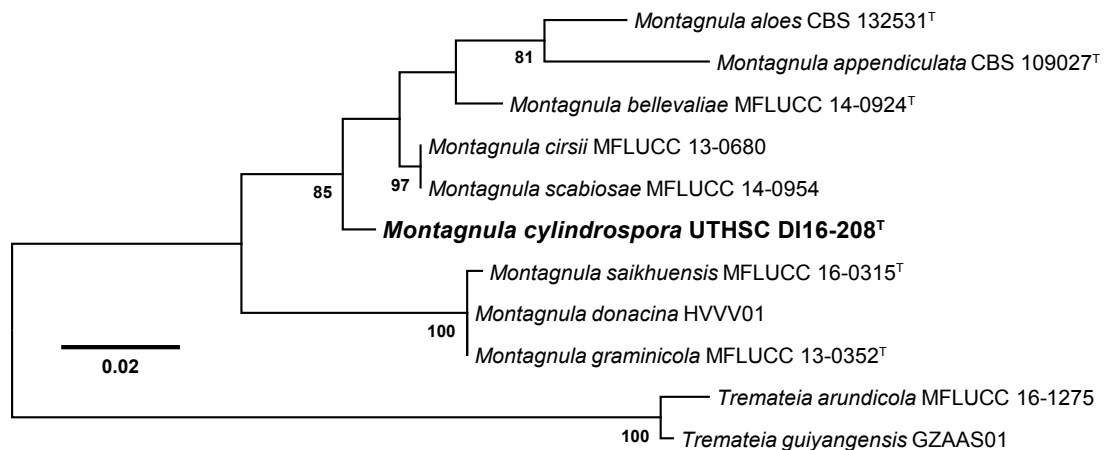 Montagnula aloes CBS 132531ᵀ
81
Montagnula appendiculata CBS 109027ᵀ
Montagnula bellevaliae MFLUCC 14-0924ᵀ
Montagnula cirsii MFLUCC 13-0680
97
Montagnula scabiosae MFLUCC 14-0954
85
Montagnula cylindrospora UTHSC DI16-208ᵀ
Montagnula saikhuensis MFLUCC 16-0315ᵀ
Montagnula donacina HVVV01
100
Montagnula graminicola MFLUCC 13-0352ᵀ
0.02
Tremateia arundicola MFLUCC 16-1275
100
Tremateia guiyangensis GZAAS01